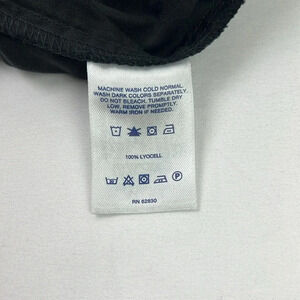 MACHINE WASH COLD NORMAL.
WASH DARK COLORS SEPARATELY.
DO NOT BLEACH. TUMBLE DRY
LOW. REMOVE PROMPTLY.
WARM IRON IF NEEDED.
100% LYOCELL
RN 62830